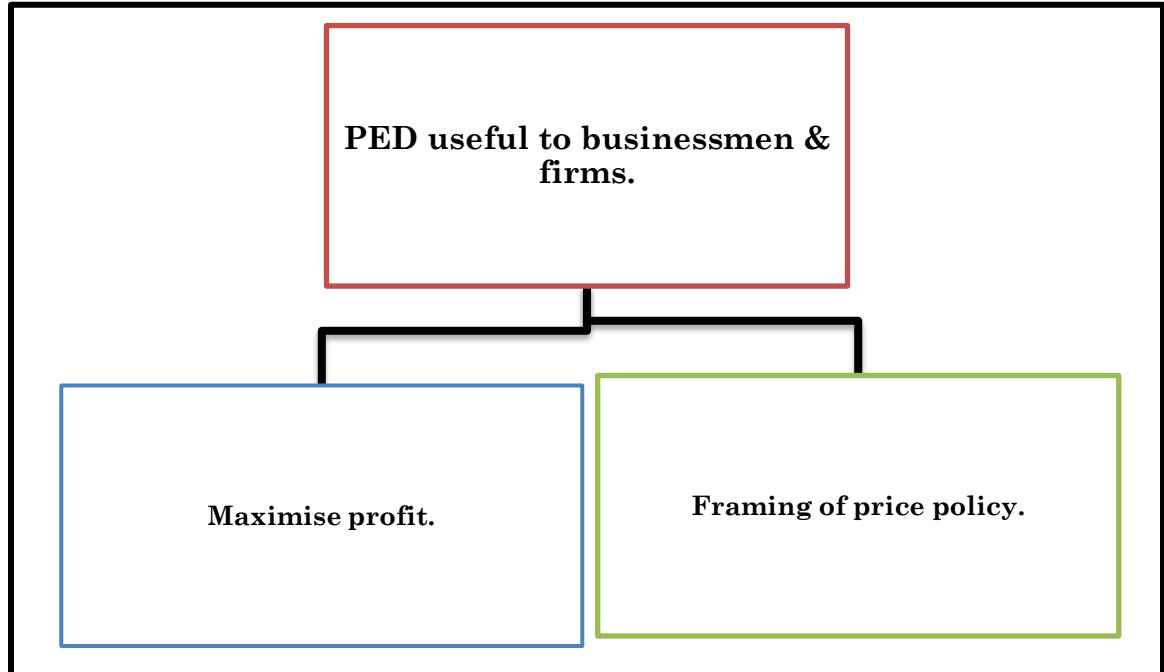 PED useful to businessmen &
firms.
Maximise profit.
Framing of price policy.